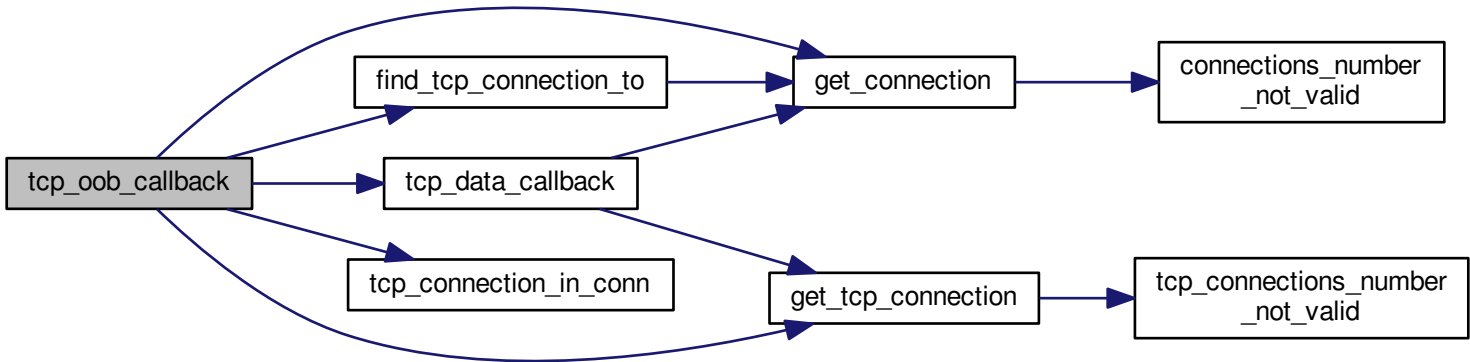 tcp_oob_callback
find_tcp_connection_to
tcp_data_callback
tcp_connection_in_conn
get_connection
get_tcp_connection
connections_number
_not_valid
tcp_connections_number
_not_valid